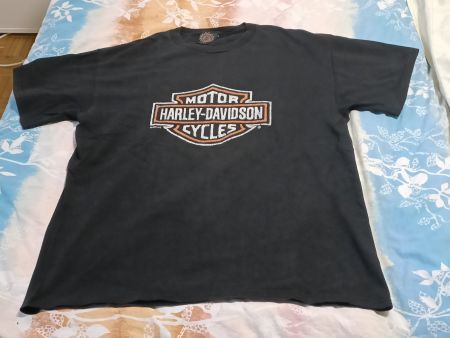 MOTOR
HARLEY-DAVIDSON
CYCLES
®